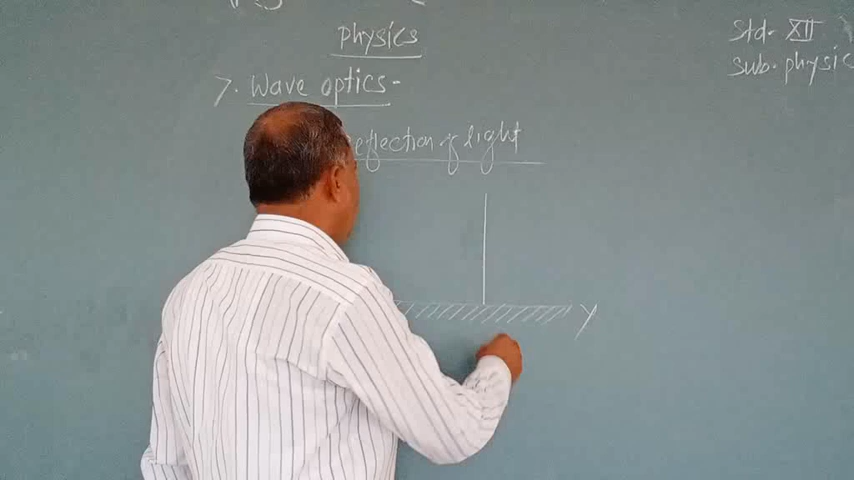 Physics
Std. XII
Sub. physic
7. Wave optics-
eflection of light
Y